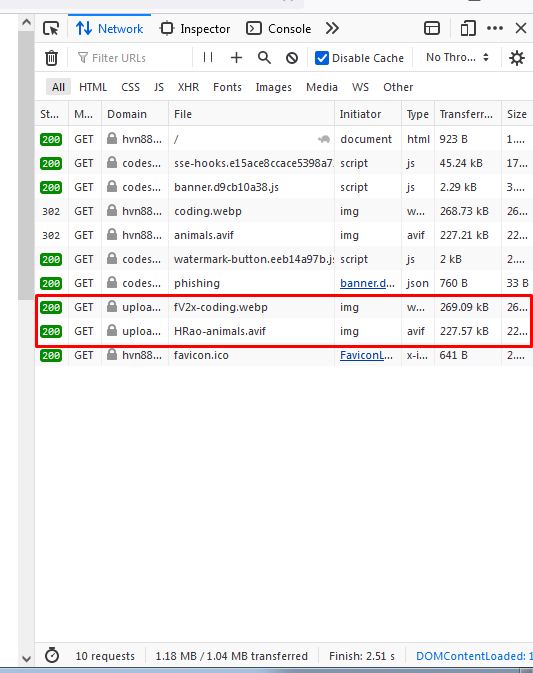 Network Inspector Console
Filter URLs Disable Cache No Thro...
All HTML CSS JS XHR Fonts Images Media WS Other
St... M... Domain File Initiator Type Transferr... Size
200 GET hvn88... / document html 923 B 1....
200 GET codes... sse-hooks.e15ace8ccace5398a7. script js 45.24 kB 17...
200 GET codes... banner.d9cb10a38.js script js 2.29 kB 3....
302 GET hvn88... coding.webp img w... 268.73 kB 26...
302 GET hvn88... animals.avif img avif 227.21 kB 22...
200 GET codes... watermark-button.eeb14a97b.js script js 2 kB 2....
200 GET codes... phishing banner.d... json 760 B 33 B
200 GET uploa... fV2x-coding.webp img w... 269.09 kB 26...
200 GET uploa... HRao-animals.avif img avif 227.57 kB 22...
200 GET hvn88... favicon.ico FaviconL... x-i... 641 B 2....
10 requests 1.18 MB / 1.04 MB transferred Finish: 2.51 s DOMContentLoaded: 1